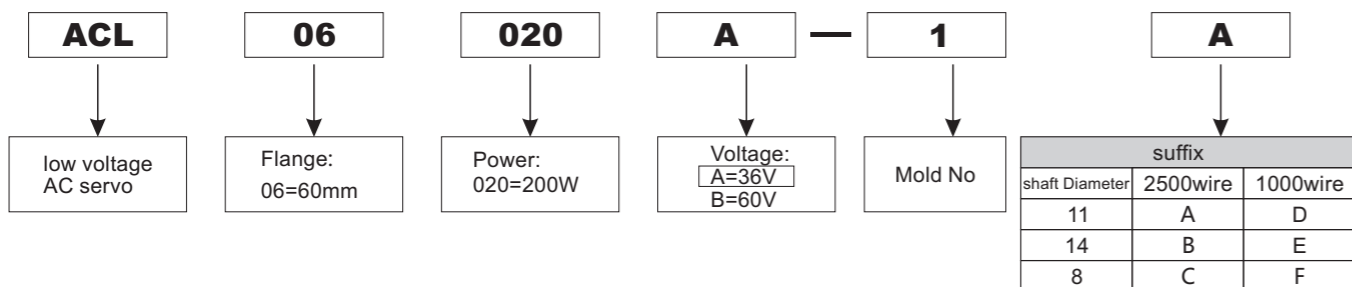 ACL 06 020 A — 1 A
low voltage
AC servo
Flange:
06=60mm
Power:
020=200W
Voltage:
A=36V
B=60V
Mold No
suffix
shaft Diameter 2500wire 1000wire
11 A D
14 B E
8 C F